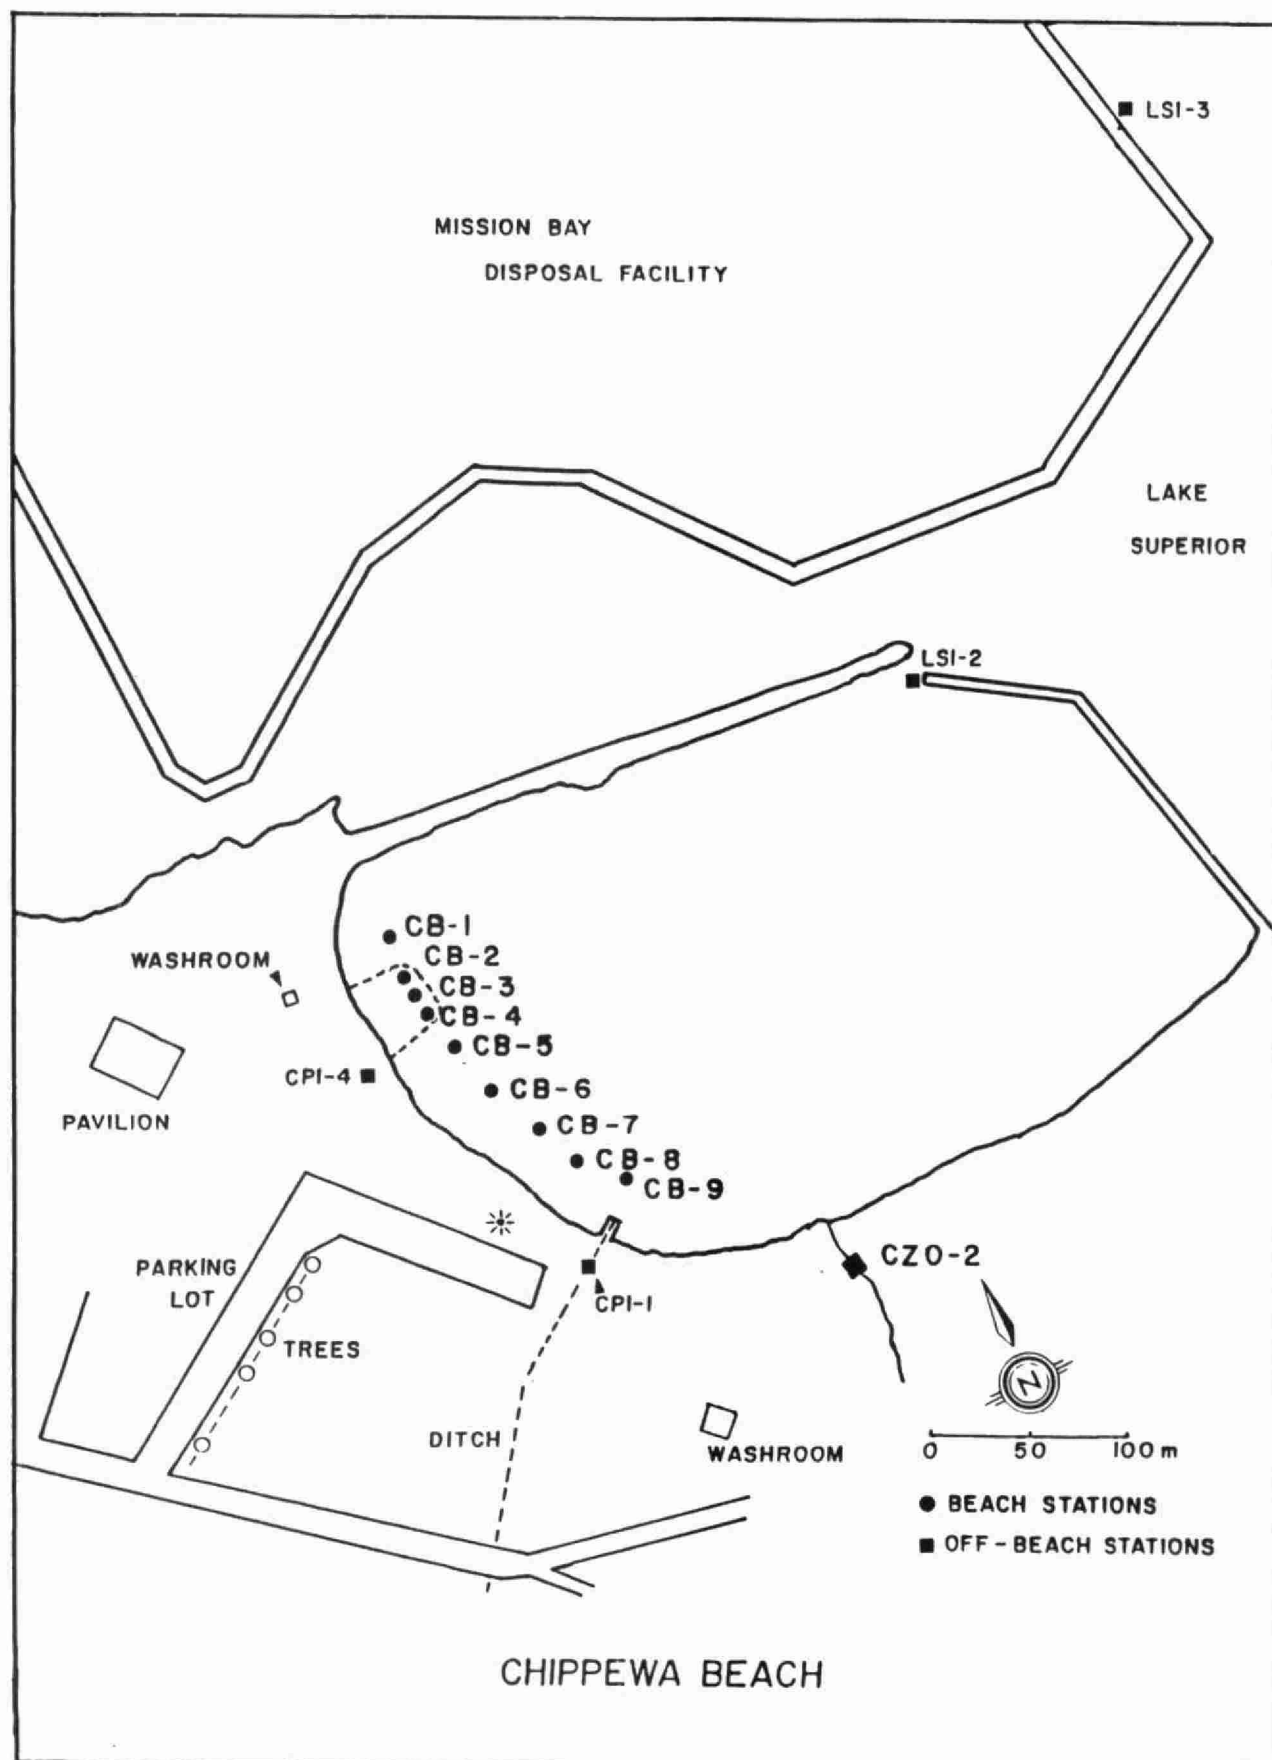 LSI-3
MISSION BAY
DISPOSAL FACILITY
LAKE
SUPERIOR
LSI-2
CB-1
CB-2
WASHROOM
CB-3
CB-4
CB-5
CPI-4
CB-6
PAVILION
CB-7
CB-8
CB-9
CZO-2
PARKING
LOT
CPI-1
TREES
N
DITCH
WASHROOM
0 50 100 m
BEACH STATIONS
OFF-BEACH STATIONS
CHIPPEWA BEACH